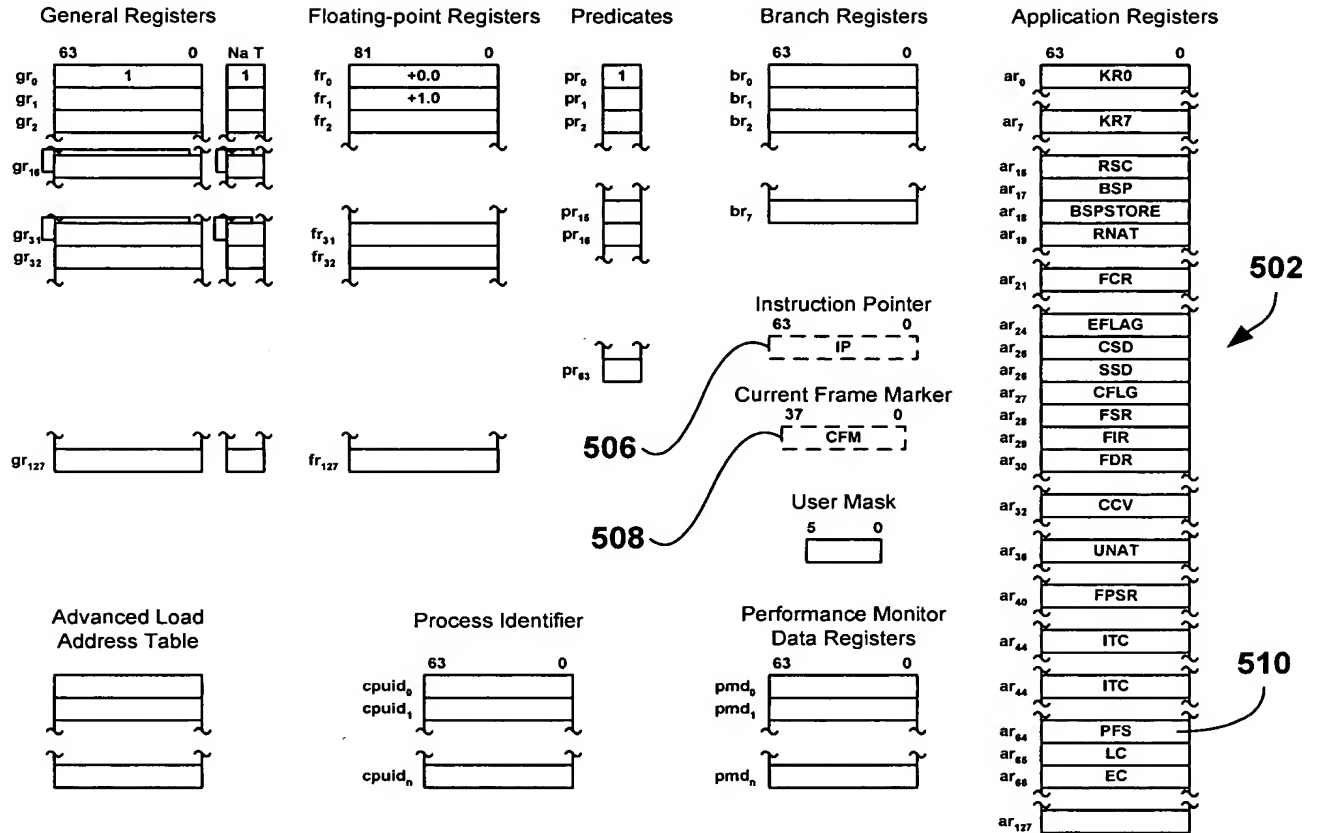 General Registers
63 0 Na T
gr0 1 1
gr1
gr2
gr16
gr31
gr32
gr127
Floating-point Registers
81 0
fr0 +0.0
fr1 +1.0
fr2
fr31
fr32
fr127
Predicates
pr0 1
pr1
pr2
pr15
pr16
pr63
Branch Registers
63 0
br0
br1
br2
br7
Instruction Pointer
63 0
IP
506
Current Frame Marker
37 0
CFM
508
User Mask
5 0
Application Registers
63 0
ar0 KR0
ar7 KR7
ar16 RSC
ar17 BSP
ar18 BSPSTORE
ar19 RNAT
ar21 FCR
502
ar24 EFLAG
ar25 CSD
ar26 SSD
ar27 CFLG
ar28 FSR
ar29 FIR
ar30 FDR
ar32 CCV
ar36 UNAT
ar40 FPSR
ar44 ITC
ar44 ITC
510
ar64 PFS
ar65 LC
ar66 EC
ar127
Advanced Load
Address Table
Process Identifier
63 0
cpuid0
cpuid1
cpuidn
Performance Monitor
Data Registers
63 0
pmd0
pmd1
pmdn